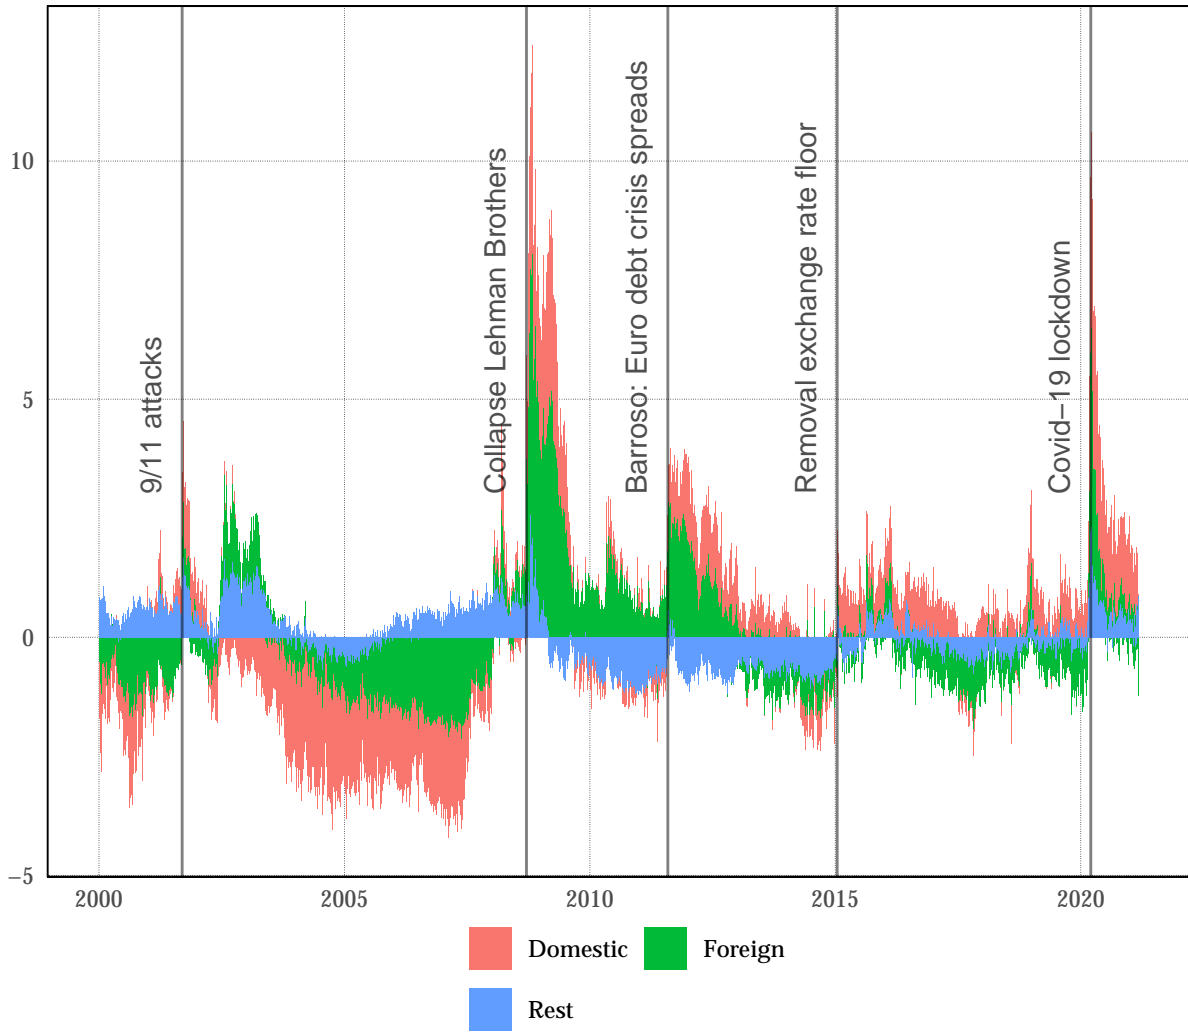 10
5
0
−5
9/11 attacks
Collapse Lehman Brothers
Barroso: Euro debt crisis spreads
Removal exchange rate floor
Covid−19 lockdown
2000
2005
2010
2015
2020
Domestic
Foreign
Rest